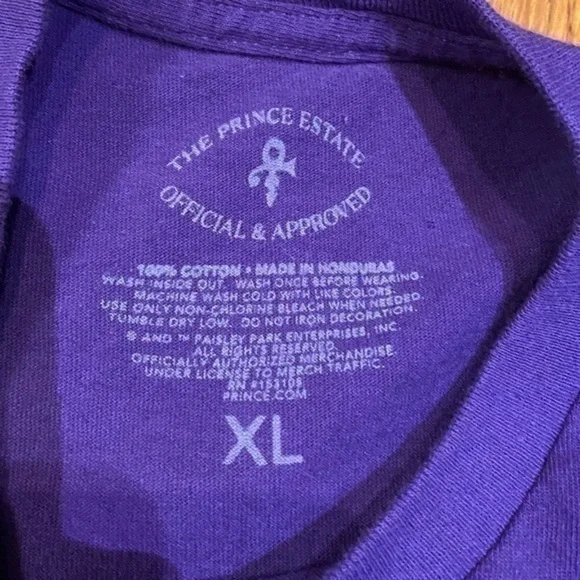 THE PRINCE ESTATE
OFFICIAL & APPROVED
100% COTTON • MADE IN HONDURAS
WASH INSIDE OUT. WASH ONCE BEFORE WEARING.
MACHINE WASH COLD WITH LIKE COLORS.
USE ONLY NON-CHLORINE BLEACH WHEN NEEDED.
TUMBLE DRY LOW. DO NOT IRON DECORATION.
© AND ™ PAISLEY PARK ENTERPRISES, INC.
ALL RIGHTS RESERVED.
OFFICIALLY AUTHORIZED MERCHANDISE.
UNDER LICENSE TO MERCH TRAFFIC.
RN #153108
PRINCE.COM
XL